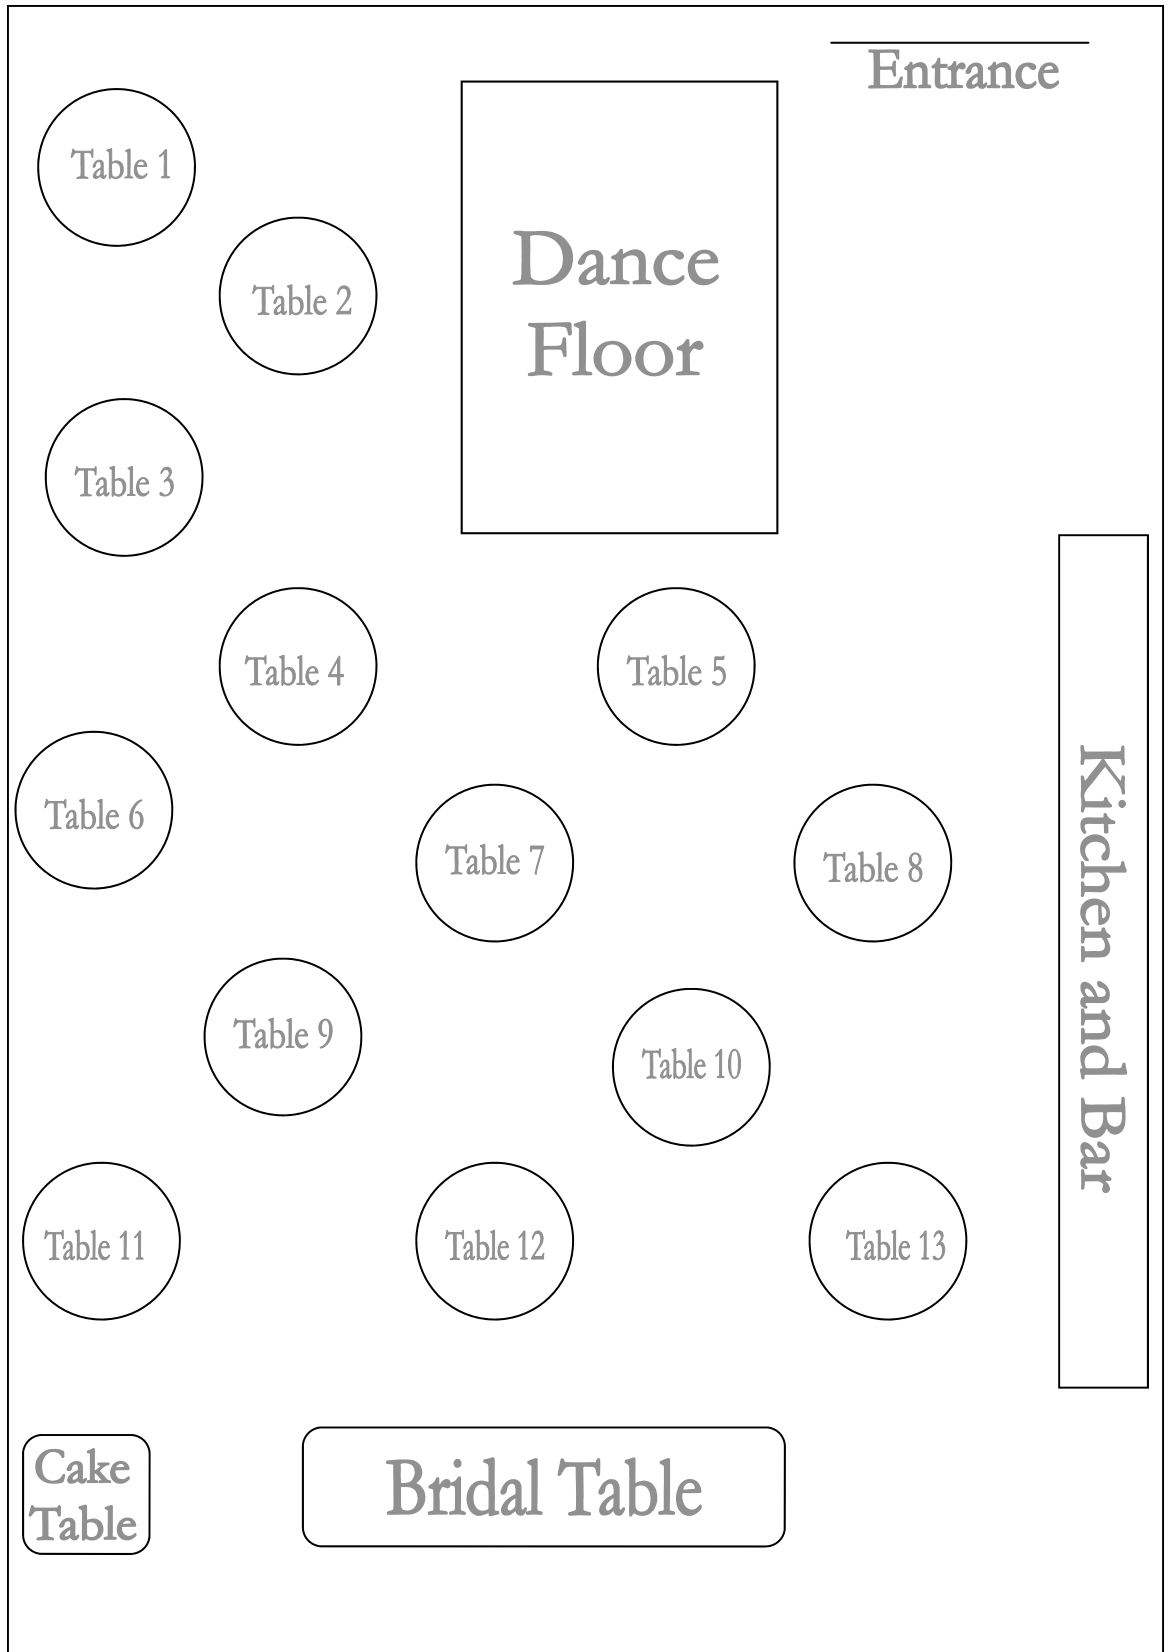 Entrance
Table 1
Dance
Floor
Table 2
Table 3
Table 4
Table 5
Kitchen and Bar
Table 6
Table 7
Table 8
Table 9
Table 10
Table 11
Table 12
Table 13
Cake
Table
Bridal Table